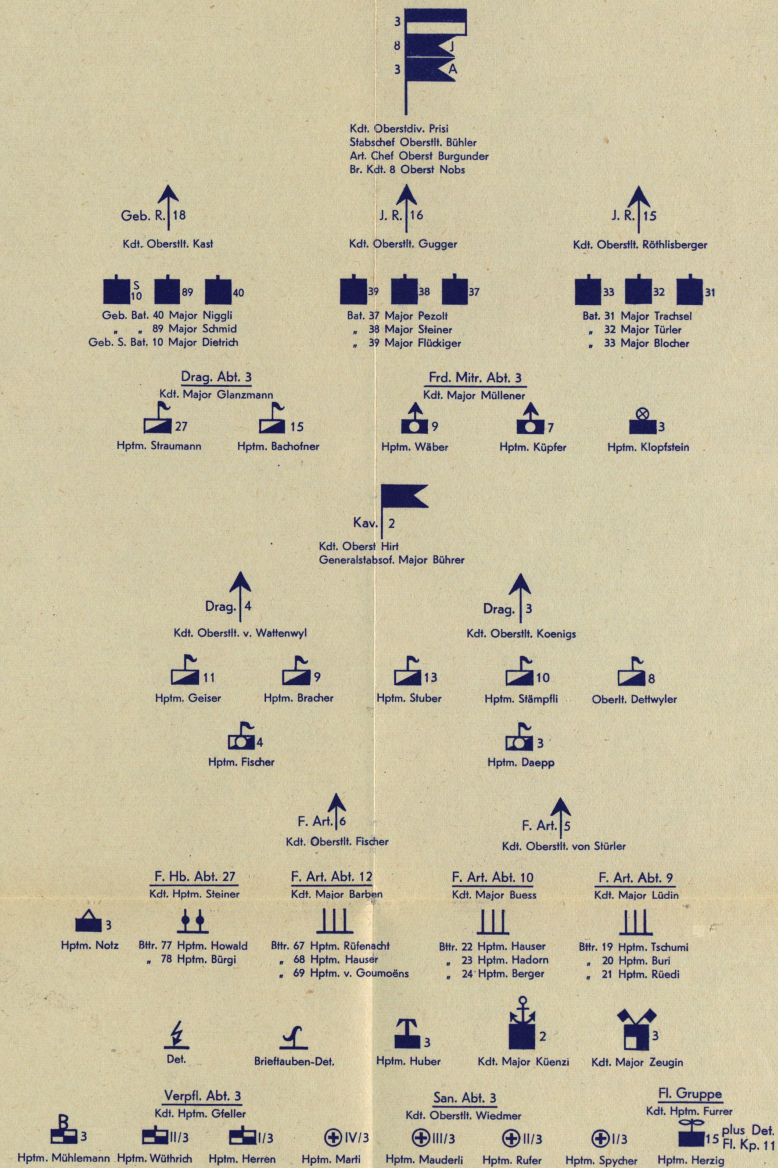 3
8 J
3 A
Kdt. Oberstdiv. Prisi
Stabschef Oberstlt. Bühler
Art. Chef Oberst Burgunder
Br. Kdt. 8 Oberst Nobs
Geb. R. 18
Kdt. Oberstlt. Kast
J. R. 16
Kdt. Oberstlt. Gugger
J. R. 15
Kdt. Oberstlt. Röthlisberger
S 10 89 40
39 38 37
33 32 31
Geb. Bat. 40 Major Niggli
„ „ 89 Major Schmid
Geb. S. Bat. 10 Major Dietrich
Bat. 37 Major Pezolt
„ 38 Major Steiner
„ 39 Major Flückiger
Bat. 31 Major Trachsel
„ 32 Major Türler
„ 33 Major Blocher
Drag. Abt. 3
Kdt. Major Glanzmann
Frd. Mitr. Abt. 3
Kdt. Major Müllener
27
Hptm. Straumann
15
Hptm. Bachofner
9
Hptm. Wäber
7
Hptm. Küpfer
3
Hptm. Klopfstein
Kav. 2
Kdt. Oberst Hirt
Generalstabsof. Major Bührer
Drag. 4
Kdt. Oberstlt. v. Wattenwyl
Drag. 3
Kdt. Oberstlt. Koenigs
11
Hptm. Geiser
9
Hptm. Bracher
13
Hptm. Stuber
10
Hptm. Stämpfli
8
Oberlt. Dettwyler
4
Hptm. Fischer
3
Hptm. Daepp
F. Art. 6
Kdt. Oberstlt. Fischer
F. Art. 5
Kdt. Oberstlt. von Stürler
F. Hb. Abt. 27
Kdt. Hptm. Steiner
F. Art. Abt. 12
Kdt. Major Barben
F. Art. Abt. 10
Kdt. Major Buess
F. Art. Abt. 9
Kdt. Major Lüdin
3
Hptm. Notz
Bttr. 77 Hptm. Howald
„ 78 Hptm. Bürgi
Bttr. 67 Hptm. Rüfenacht
„ 68 Hptm. Hauser
„ 69 Hptm. v. Goumoëns
Bttr. 22 Hptm. Hauser
„ 23 Hptm. Hadorn
„ 24 Hptm. Berger
Bttr. 19 Hptm. Tschumi
„ 20 Hptm. Buri
„ 21 Hptm. Rüedi
Det.
Brieftauben-Det.
3
Hptm. Huber
2
Kdt. Major Küenzi
3
Kdt. Major Zeugin
Verpfl. Abt. 3
Kdt. Hptm. Gfeller
San. Abt. 3
Kdt. Oberstlt. Wiedmer
Fl. Gruppe
Kdt. Hptm. Furrer
B 3
Hptm. Mühlemann
II/3
Hptm. Wüthrich
I/3
Hptm. Herren
IV/3
Hptm. Marti
III/3
Hptm. Mauderli
II/3
Hptm. Rufer
I/3
Hptm. Spycher
15 plus Det.
Fl. Kp. 11
Hptm. Herzig